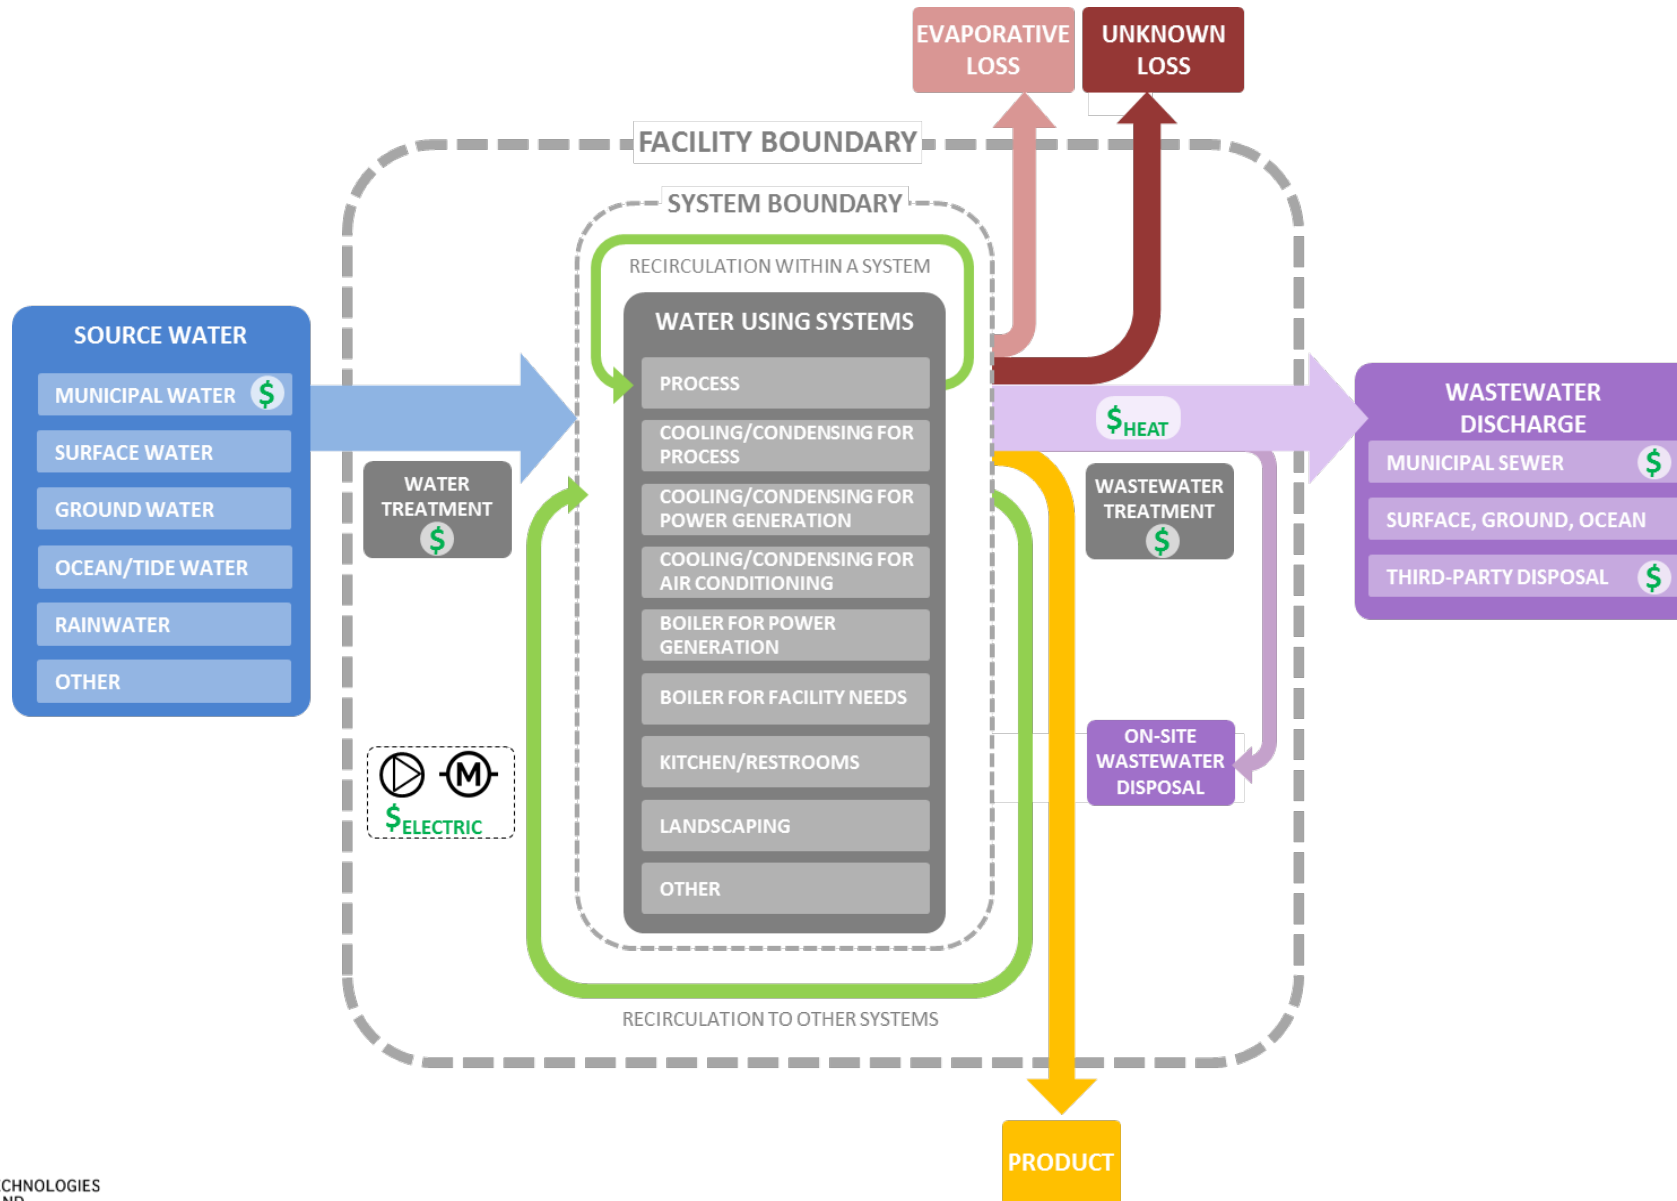 EVAPORATIVE
LOSS
UNKNOWN
LOSS
FACILITY BOUNDARY
SYSTEM BOUNDARY
RECIRCULATION WITHIN A SYSTEM
SOURCE WATER
MUNICIPAL WATER $
SURFACE WATER
GROUND WATER
OCEAN/TIDE WATER
RAINWATER
OTHER
WATER
TREATMENT
$
M
$ELECTRIC
WATER USING SYSTEMS
PROCESS
COOLING/CONDENSING FOR
PROCESS
COOLING/CONDENSING FOR
POWER GENERATION
COOLING/CONDENSING FOR
AIR CONDITIONING
BOILER FOR POWER
GENERATION
BOILER FOR FACILITY NEEDS
KITCHEN/RESTROOMS
LANDSCAPING
OTHER
RECIRCULATION TO OTHER SYSTEMS
$HEAT
WASTEWATER
TREATMENT
$
ON-SITE
WASTEWATER
DISPOSAL
WASTEWATER
DISCHARGE
MUNICIPAL SEWER $
SURFACE, GROUND, OCEAN
THIRD-PARTY DISPOSAL $
PRODUCT